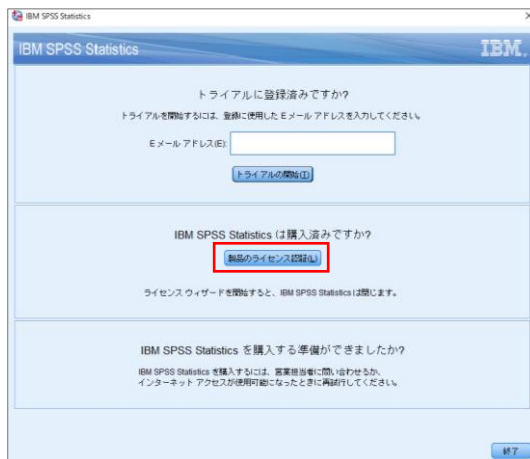 IBM SPSS Statistics
IBM SPSS Statistics
IBM.
トライアルに登録済みですか?
トライアルを開始するには、登録に使用した Eメール アドレスを入力してください。
Eメール アドレス(E):
トライアルの開始(T)
IBM SPSS Statistics は購入済みですか?
製品のライセンス認証(L)
ライセンス ウィザードを開始すると、IBM SPSS Statistics は閉じます。
IBM SPSS Statistics を購入する準備ができましたか?
IBM SPSS Statistics を購入するには、営業担当者に問い合わせるか、
インターネット アクセスが使用可能になったときに再試行してください。
終了